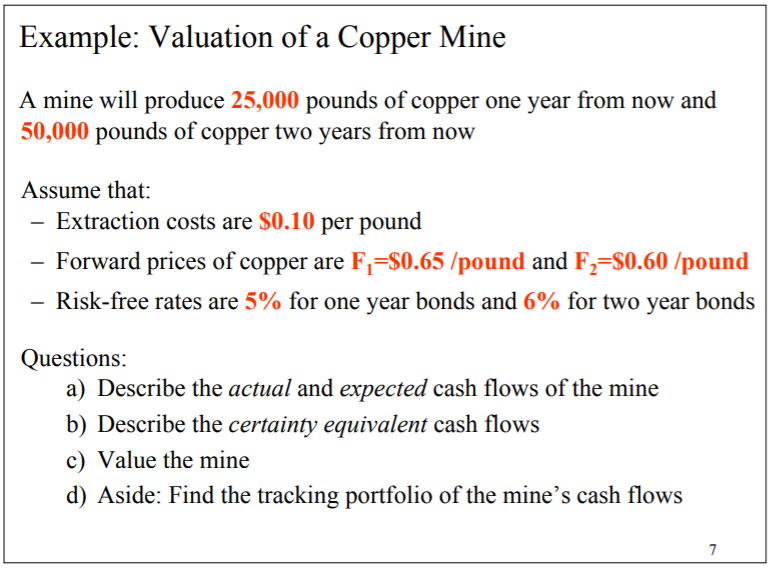 Example: Valuation of a Copper Mine
A mine will produce 25,000 pounds of copper one year from now and
50,000 pounds of copper two years from now
Assume that:
– Extraction costs are $0.10 per pound
– Forward prices of copper are F₁=$0.65 /pound and F₂=$0.60 /pound
– Risk-free rates are 5% for one year bonds and 6% for two year bonds
Questions:
a) Describe the actual and expected cash flows of the mine
b) Describe the certainty equivalent cash flows
c) Value the mine
d) Aside: Find the tracking portfolio of the mine’s cash flows
7